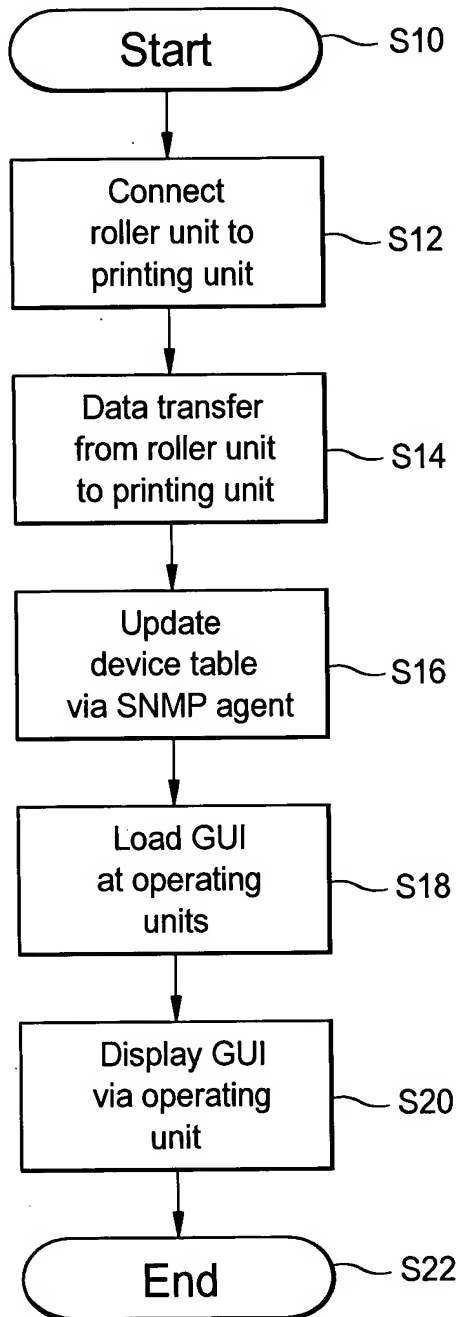 Start
S10
Connect
roller unit to
printing unit
S12
Data transfer
from roller unit
to printing unit
S14
Update
device table
via SNMP agent
S16
Load GUI
at operating
units
S18
Display GUI
via operating
unit
S20
End
S22